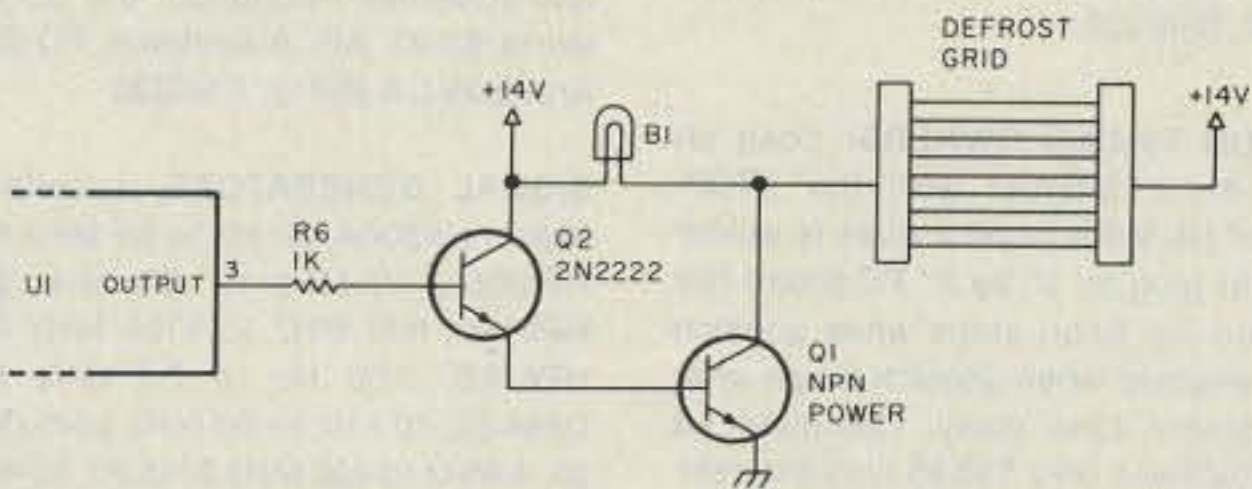 DEFROST
GRID
+14V
+14V
B1
R6
1K
3
U1 OUTPUT
Q2
2N2222
Q1
NPN
POWER